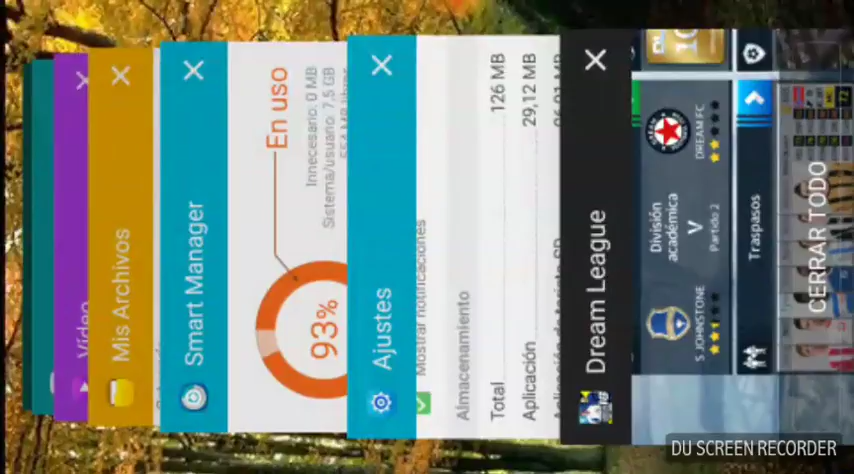 Vídeo
Mis Archivos
Smart Manager
En uso
Innecesario: 0 MB
Sistema/usuario: 7,5 GB
93%
Ajustes
Mostrar notificaciones
Almacenamiento
Total 126 MB
Aplicación 29,12 MB
Dream League
División
académica
V
Partido 2
S JOHNSTONE
DREAM FC
Traspasos
CERRAR TODO
DU SCREEN RECORDER